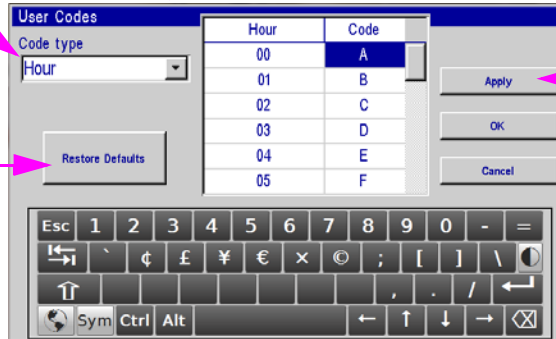 User Codes
Code type
Hour
Restore Defaults
Hour Code
00 A
01 B
02 C
03 D
04 E
05 F
Apply
OK
Cancel
Esc 1 2 3 4 5 6 7 8 9 0 - =
` ¢ £ ¥ € × © ; [ ] \
, . /
Sym Ctrl Alt ← ↑ ↓ →